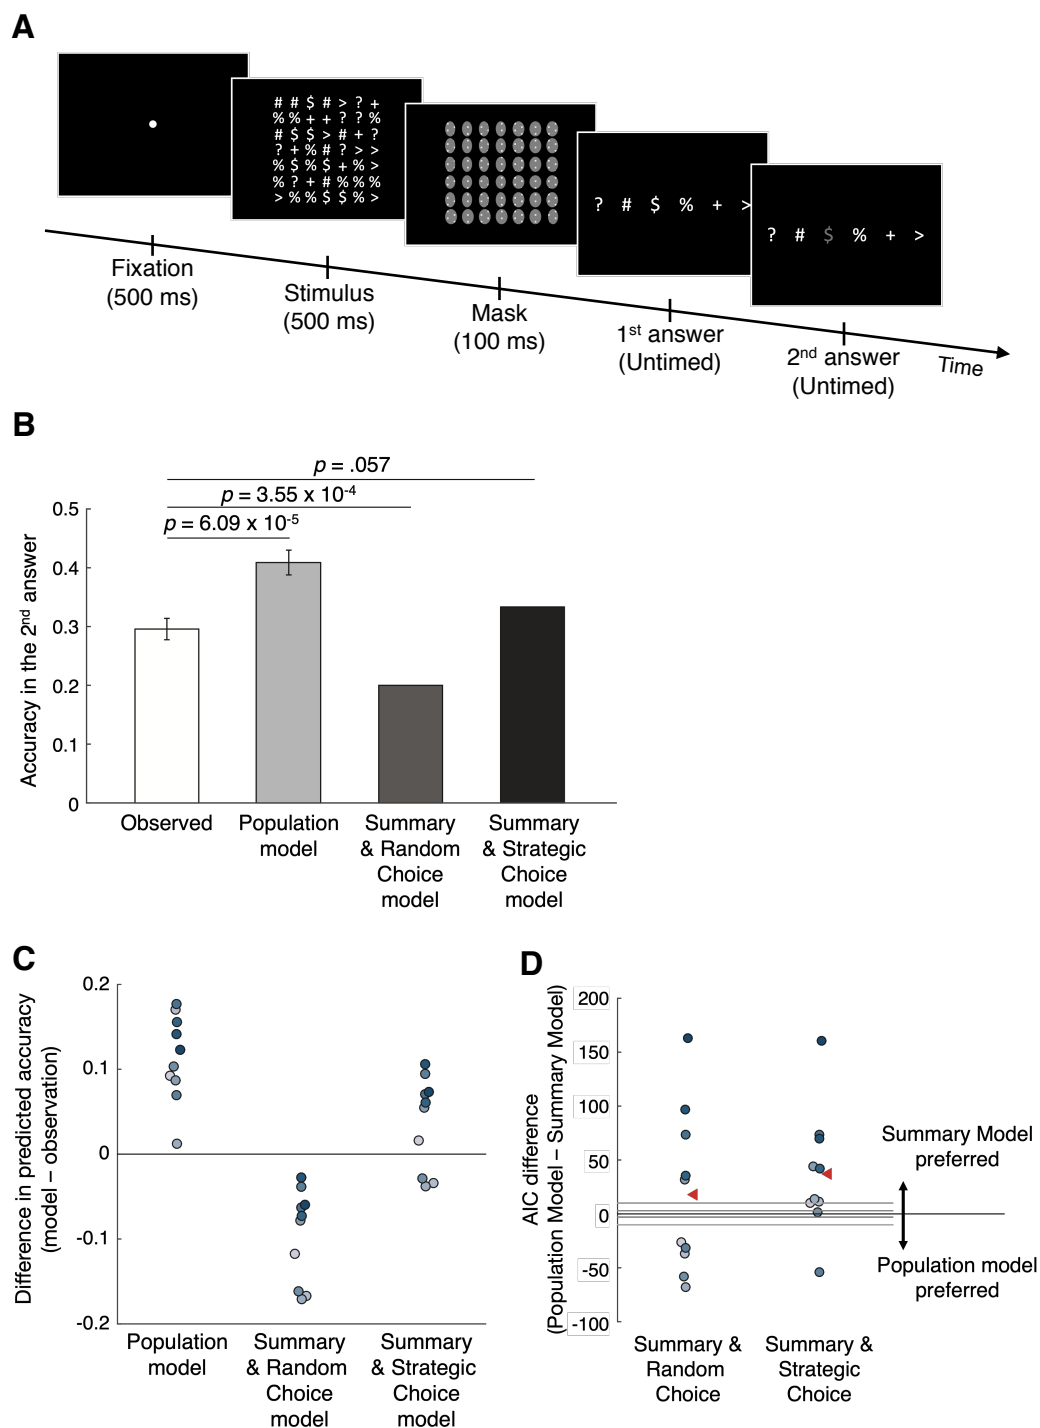 A
# # $ # > ? +
% % + + ? ? %
# $ $ > # + ?
? + % # ? > >
% $ % $ + % >
% ? + # % % %
> % % $ $ % >
? # $ % + >
? # $ % + >
Fixation
(500 ms)
Stimulus
(500 ms)
Mask
(100 ms)
1st answer
(Untimed)
2nd answer
(Untimed)
Time
B
p = .057
p = 3.55 x 10-4
p = 6.09 x 10-5
Accuracy in the 2nd answer
0.5
0.4
0.3
0.2
0.1
0
Observed
Population
model
Summary
& Random
Choice
model
Summary
& Strategic
Choice
model
C
Difference in predicted accuracy
(model – observation)
0.2
0.1
0
-0.1
-0.2
Population
model
Summary
& Random
Choice
model
Summary
& Strategic
Choice
model
D
AIC difference
(Population Model – Summary Model)
200
150
100
50
0
-50
-100
Summary Model
preferred
Population model
preferred
Summary &
Random
Choice
Summary &
Strategic
Choice